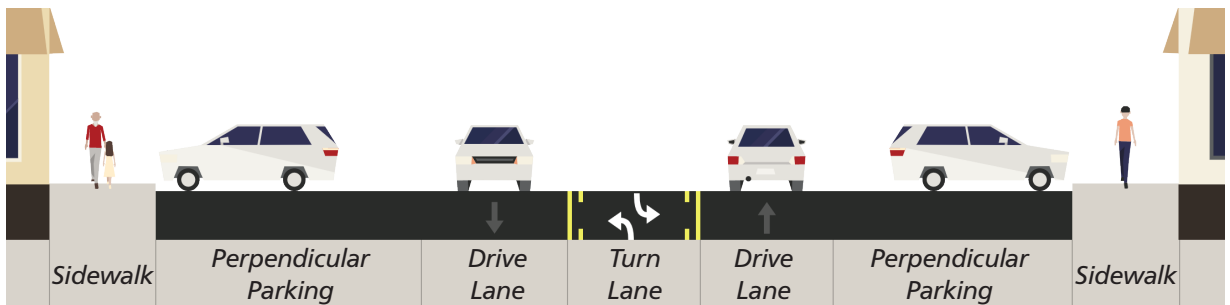 Sidewalk
Perpendicular
Parking
Drive
Lane
Turn
Lane
Drive
Lane
Perpendicular
Parking
Sidewalk